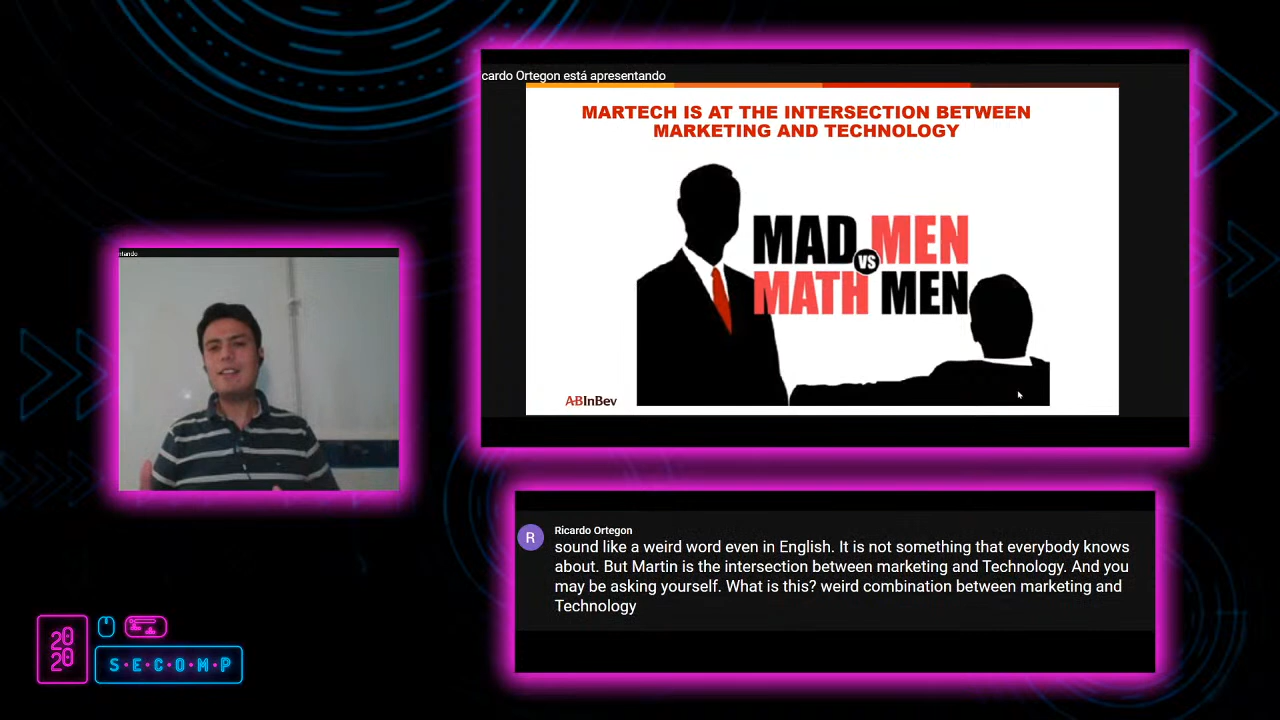 cardo Ortegon está apresentando
MARTECH IS AT THE INTERSECTION BETWEEN
MARKETING AND TECHNOLOGY
MAD MEN
VS
MATH MEN
ABInBev
ntando
R
Ricardo Ortegon
sound like a weird word even in English. It is not something that everybody knows
about. But Martin is the intersection between marketing and Technology. And you
may be asking yourself. What is this? weird combination between marketing and
Technology
20
20
S·E·C·O·M·P